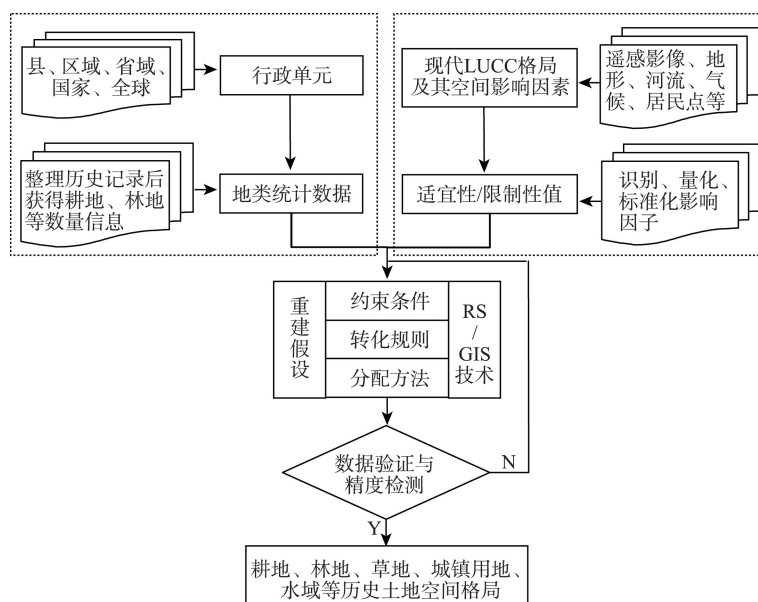 县、区域、省域、
国家、全球
行政单元
整理历史记录后
获得耕地、林地
等数量信息
地类统计数据
现代LUCC格局
及其空间影响因素
遥感影像、地
形、河流、气
候、居民点等
适宜性/限制性值
识别、量化、
标准化影响
因子
重建假设
约束条件
转化规则
分配方法
RS
/
GIS
技术
数据验证与
精度检测
N
Y
耕地、林地、草地、城镇用地、
水域等历史土地空间格局